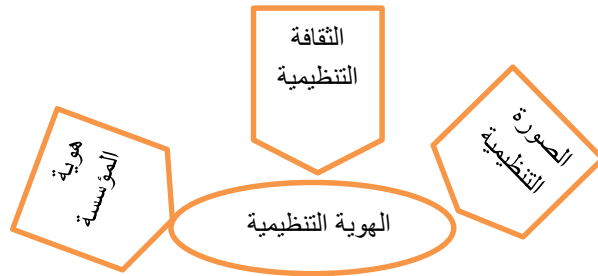 الثقافة
التنظيمية
الصورة
التنظيمية
هوية
المؤسسة
الهوية التنظيمية